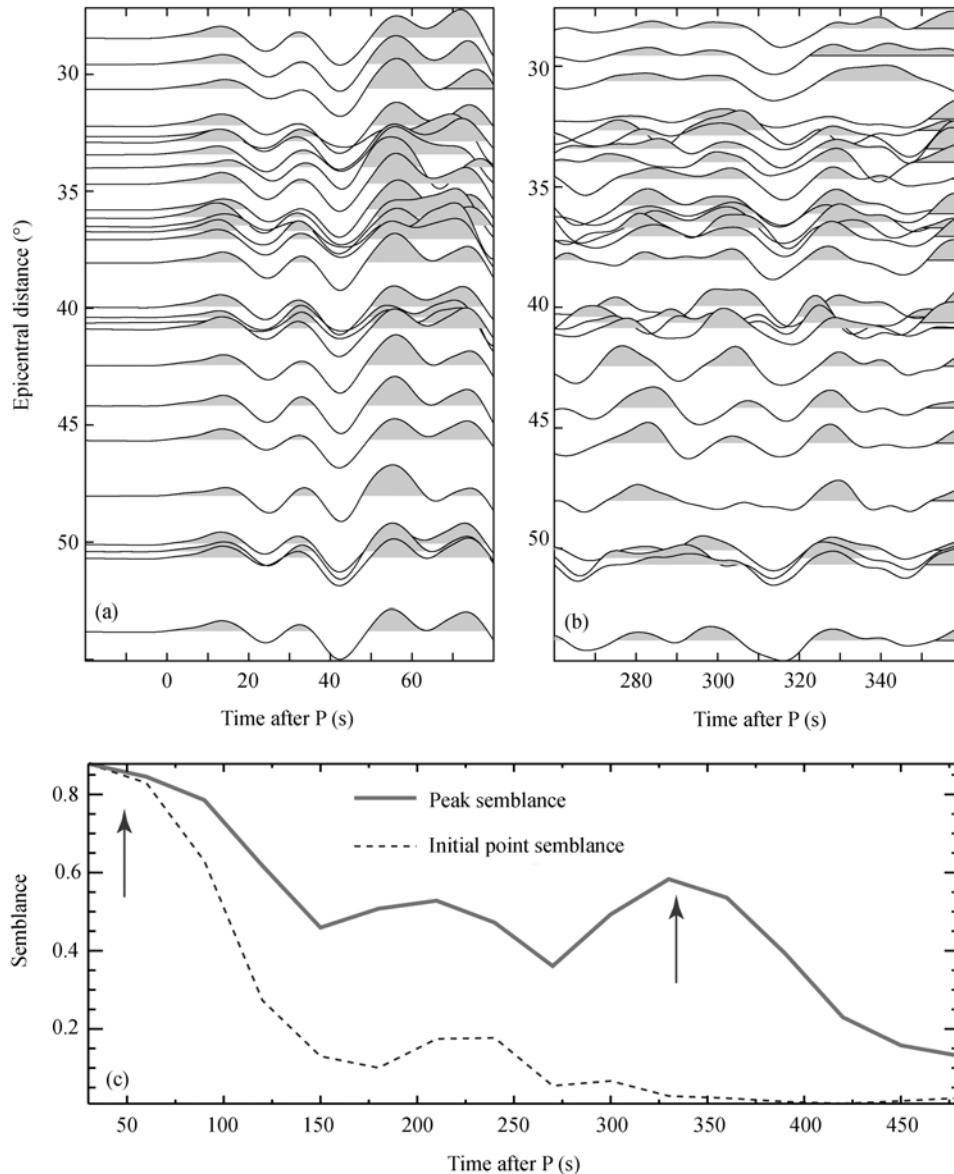 Epicentral distance (°)
30
35
40
45
50
(a)
0 20 40 60
Time after P (s)
30
35
40
45
50
(b)
280 300 320 340
Time after P (s)
Semblance
0.8
0.6
0.4
0.2
Peak semblance
Initial point semblance
(c)
50 100 150 200 250 300 350 400 450
Time after P (s)